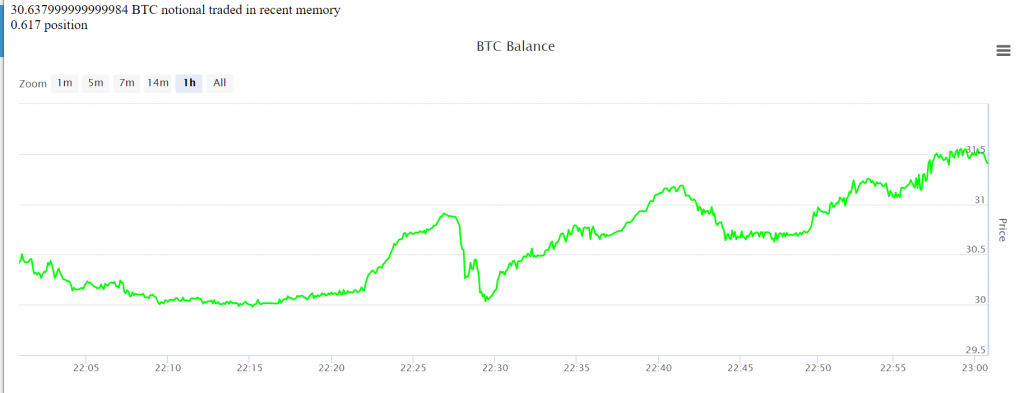 30.637999999999984 BTC notional traded in recent memory
0.617 position
BTC Balance
Zoom 1m 5m 7m 14m 1h All
31.5
31
30.5
30
29.5
Price
22:05 22:10 22:15 22:20 22:25 22:30 22:35 22:40 22:45 22:50 22:55 23:00